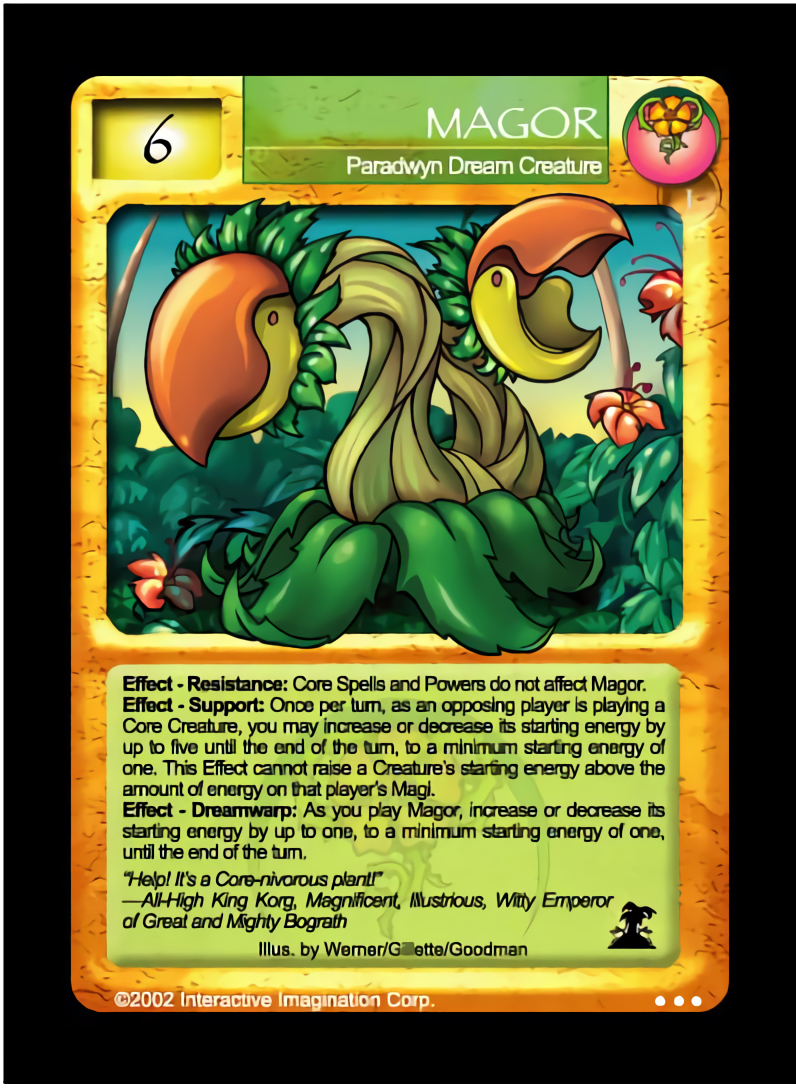 6
MAGOR
Paradwyn Dream Creature
Effect - Resistance: Core Spells and Powers do not affect Magor.
Effect - Support: Once per turn, as an opposing player is playing a
Core Creature, you may increase or decrease its starting energy by
up to five until the end of the turn, to a minimum starting energy of
one. This Effect cannot raise a Creature's starting energy above the
amount of energy on that player's Magi.
Effect - Dreamwarp: As you play Magor, increase or decrease its
starting energy by up to one, to a minimum starting energy of one,
until the end of the turn.
"Help! It's a Core-nivorous plant!"
—All-High King Korg, Magnificent, Illustrious, Witty Emperor
of Great and Mighty Bograth
Illus. by Werner/Gillette/Goodman
©2002 Interactive Imagination Corp.